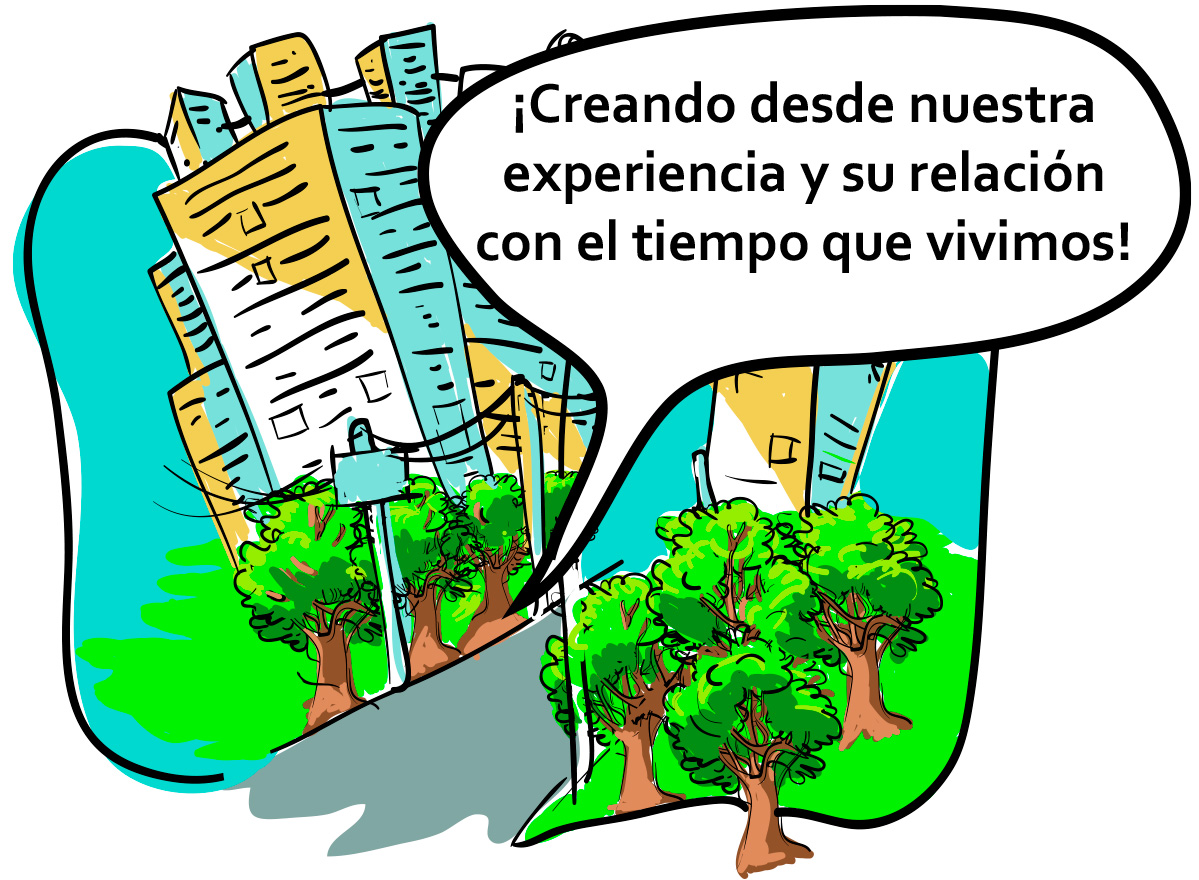 ¡Creando desde nuestra
experiencia y su relación
con el tiempo que vivimos!